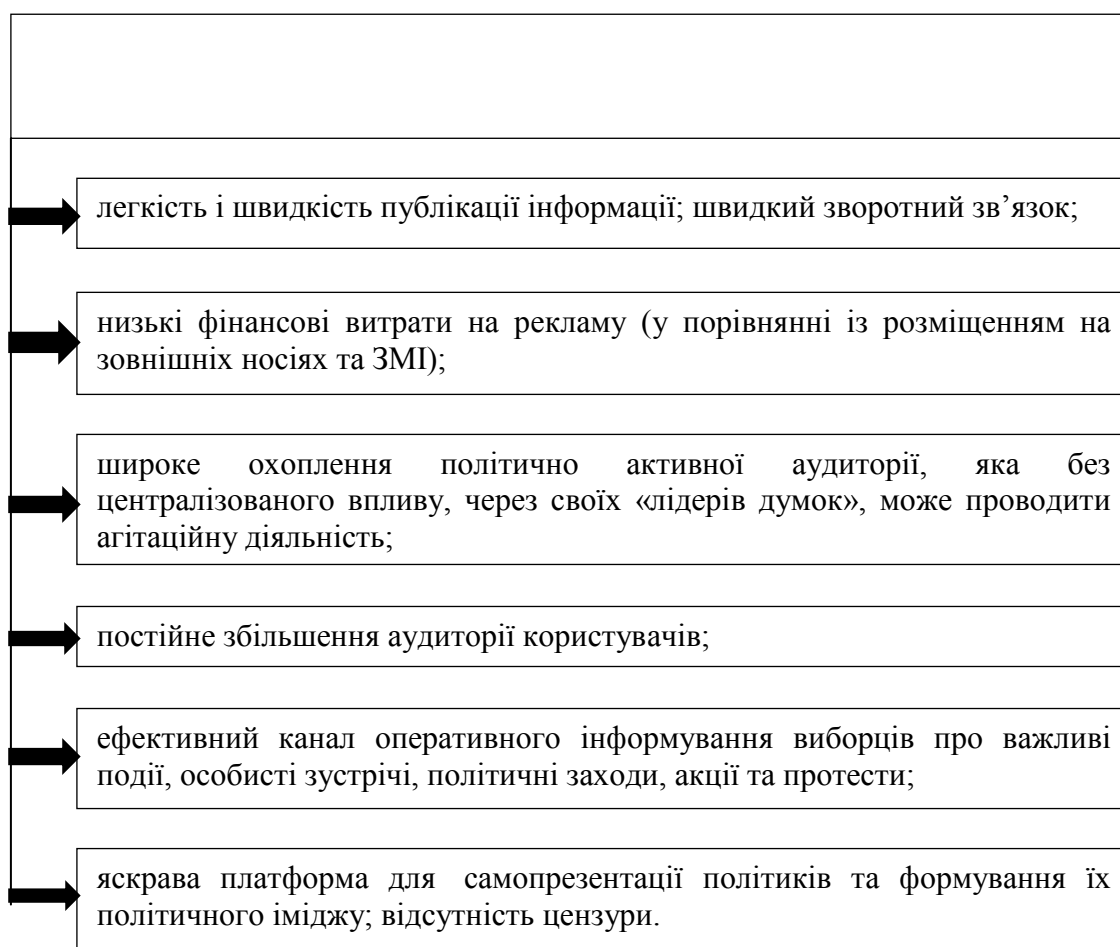 легкість і швидкість публікації інформації; швидкий зворотний зв’язок;
низькі фінансові витрати на рекламу (у порівнянні із розміщенням на
зовнішніх носіях та ЗМІ);
широке охоплення політично активної аудиторії, яка без
централізованого впливу, через своїх «лідерів думок», може проводити
агітаційну діяльність;
постійне збільшення аудиторії користувачів;
ефективний канал оперативного інформування виборців про важливі
події, особисті зустрічі, політичні заходи, акції та протести;
яскрава платформа для самопрезентації політиків та формування їх
політичного іміджу; відсутність цензури.